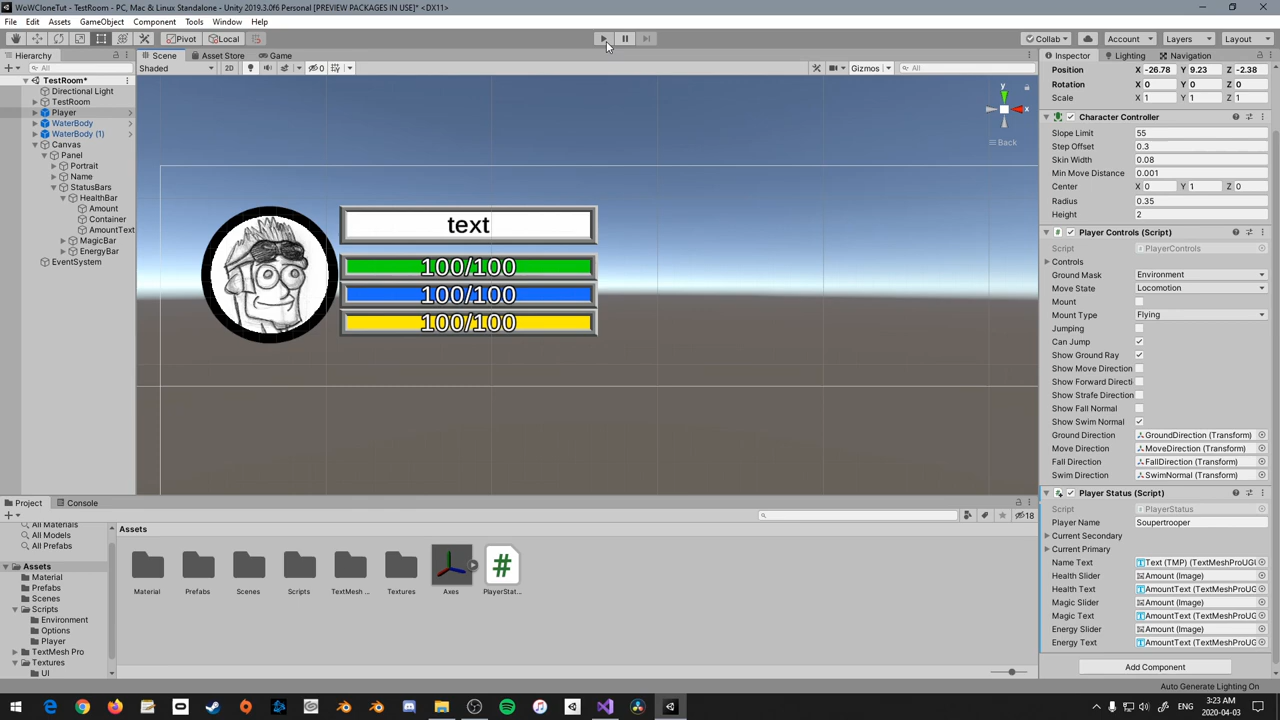 WoWCloneTut - TestRoom - PC, Mac & Linux Standalone - Unity 2019.3.0f6 Personal [PREVIEW PACKAGES IN USE]* <DX11>
File Edit Assets GameObject Component Tools Window Help
Pivot Local Collab Account Layers Layout
Hierarchy Scene Asset Store Game Inspector Lighting Navigation
All Shaded 2D 0 Gizmos All
TestRoom*
Directional Light
TestRoom
Player
WaterBody
WaterBody (1)
Canvas
Panel
Portrait
Name
StatusBars
HealthBar
Amount
Container
AmountText
MagicBar
EnergyBar
EventSystem
y
x
Back
text
100/100
100/100
100/100
Position X -26.78 Y 9.23 Z -2.38
Rotation X 0 Y 0 Z 0
Scale X 1 Y 1 Z 1
Character Controller
Slope Limit 55
Step Offset 0.3
Skin Width 0.08
Min Move Distance 0.001
Center X 0 Y 1 Z 0
Radius 0.35
Height 2
Player Controls (Script)
Script PlayerControls
Controls
Ground Mask Environment
Move State Locomotion
Mount
Mount Type Flying
Jumping
Can Jump
Show Ground Ray
Show Move Direction
Show Forward Directi
Show Strafe Direction
Show Fall Normal
Show Swim Normal
Ground Direction GroundDirection (Transform)
Move Direction MoveDirection (Transform)
Fall Direction FallDirection (Transform)
Swim Direction SwimNormal (Transform)
Player Status (Script)
Script PlayerStatus
Player Name Soupertrooper
Current Secondary
Current Primary
Name Text Text (TMP) (TextMeshProUGU
Health Slider Amount (Image)
Health Text AmountText (TextMeshProUG
Magic Slider Amount (Image)
Magic Text AmountText (TextMeshProUG
Energy Slider Amount (Image)
Energy Text AmountText (TextMeshProUG
Add Component
Auto Generate Lighting On
Project Console
18
All Materials
All Models
All Prefabs
Assets
Material
Prefabs
Scenes
Scripts
Environment
Options
Player
TextMesh Pro
Textures
UI
Assets
Material Prefabs Scenes Scripts TextMesh ... Textures Axes PlayerStat...
3:23 AM
ENG
2020-04-03